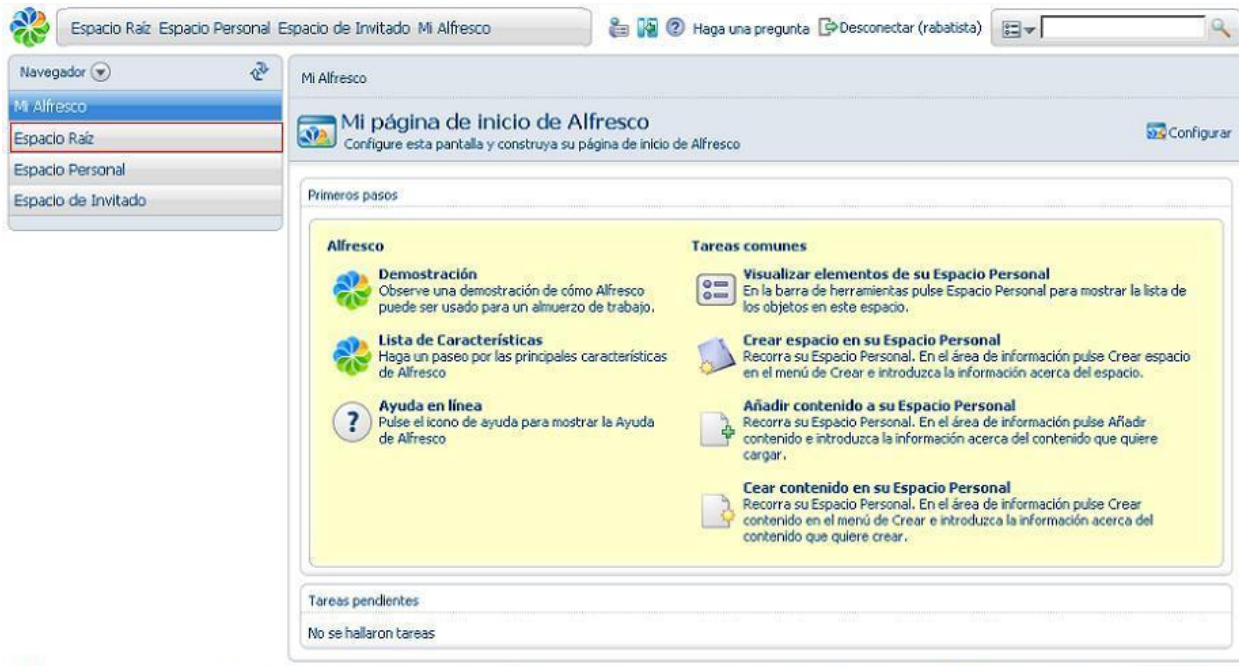 Espacio Raíz Espacio Personal Espacio de Invitado Mi Alfresco
Haga una pregunta Desconectar (rabatista)
Navegador
Mi Alfresco
Espacio Raíz
Espacio Personal
Espacio de Invitado
Mi Alfresco
Mi página de inicio de Alfresco
Configure esta pantalla y construya su página de inicio de Alfresco
Configurar
Primeros pasos
Alfresco
Demostración
Observe una demostración de cómo Alfresco
puede ser usado para un almuerzo de trabajo.
Lista de Características
Haga un paseo por las principales características
de Alfresco
Ayuda en línea
Pulse el icono de ayuda para mostrar la Ayuda
de Alfresco
Tareas comunes
Visualizar elementos de su Espacio Personal
En la barra de herramientas pulse Espacio Personal para mostrar la lista de
los objetos en este espacio.
Crear espacio en su Espacio Personal
Recorra su Espacio Personal. En el área de información pulse Crear espacio
en el menú de Crear e introduzca la información acerca del espacio.
Añadir contenido a su Espacio Personal
Recorra su Espacio Personal. En el área de información pulse Añadir
contenido e introduzca la información acerca del contenido que quiere
cargar.
Cear contenido en su Espacio Personal
Recorra su Espacio Personal. En el área de información pulse Crear
contenido en el menú de Crear e introduzca la información acerca del
contenido que quiere crear.
Tareas pendientes
No se hallaron tareas